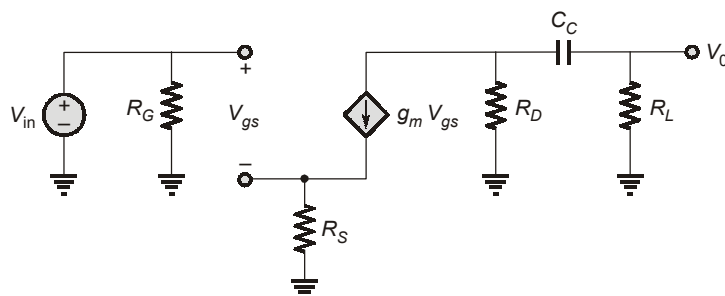 C_C
V_0
+
V_in
+
−
R_G
V_gs
g_m V_gs
R_D
R_L
−
R_S